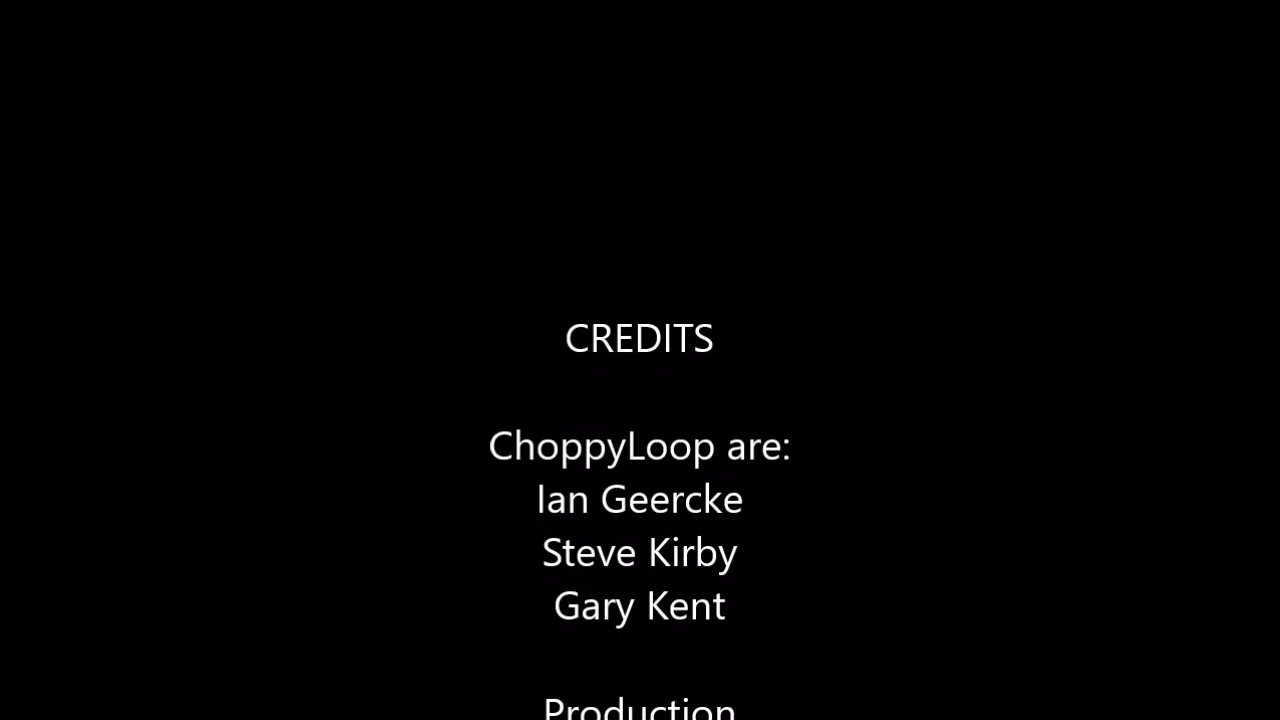 CREDITS
ChoppyLoop are:
Ian Geercke
Steve Kirby
Gary Kent
Production